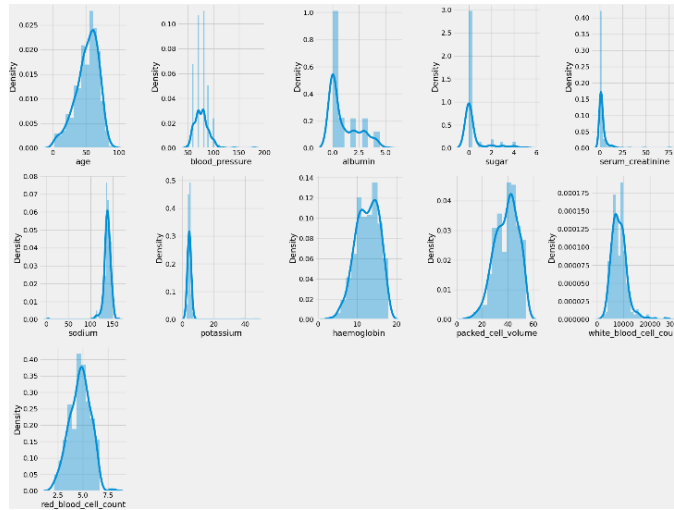 0.025
0.020
0.015
0.010
0.005
0.000
Density
0 50 100
age
0.10
0.08
0.06
0.04
0.02
0.00
Density
50 100 150 200
blood_pressure
1.0
0.8
0.6
0.4
0.2
0.0
Density
0.0 2.5 5.0
albumin
3.0
2.5
2.0
1.5
1.0
0.5
0.0
Density
0 2 4 6
sugar
0.4
0.3
0.2
0.1
0.0
Density
0 25 50 75
serum_creatinine
0.08
0.07
0.06
0.05
0.04
0.03
0.02
0.01
0.00
Density
0 50 100 150
sodium
0.5
0.4
0.3
0.2
0.1
0.0
Density
0 20 40
potassium
0.14
0.12
0.10
0.08
0.06
0.04
0.02
0.00
Density
0 5 10 15 20
haemoglobin
0.04
0.03
0.02
0.01
0.00
Density
0 20 40 60
packed_cell_volume
0.000175
0.000150
0.000125
0.000100
0.000075
0.000050
0.000025
0.000000
Density
0 10000 20000 300
white_blood_cell_cou
0.40
0.35
0.30
0.25
0.20
0.15
0.10
0.05
0.00
Density
2.5 5.0 7.5
red_blood_cell_count